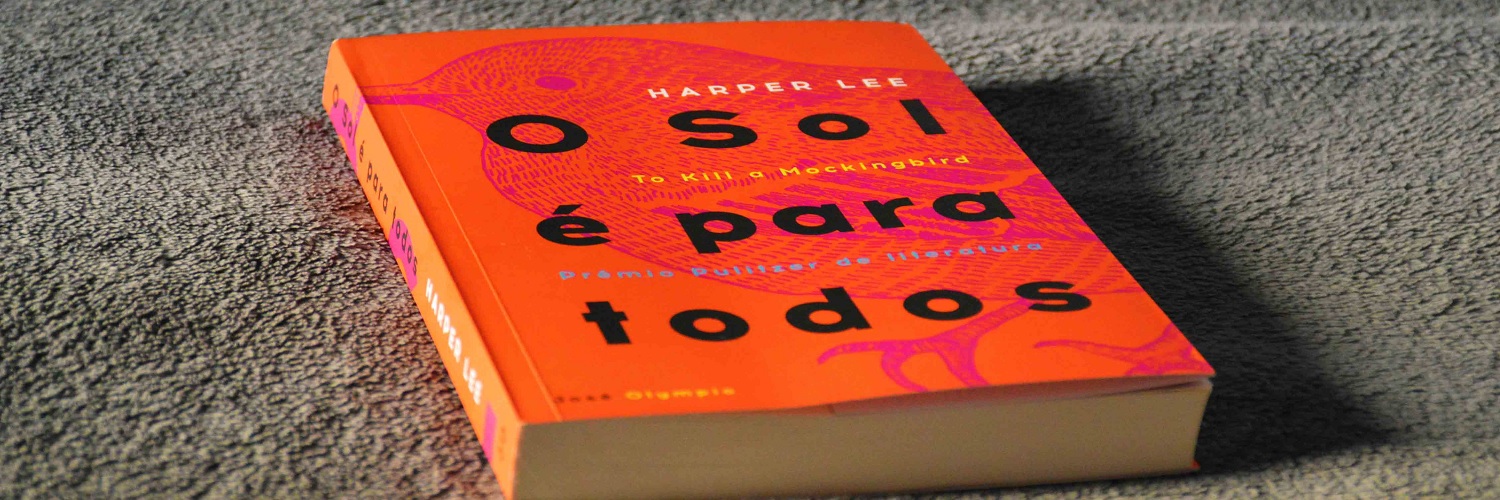 HARPER LEE
O Sol
To Kill a Mockingbird
é para
Prêmio Pulitzer de literatura
todos
José Olympio
O Sol é para todos HARPER LEE